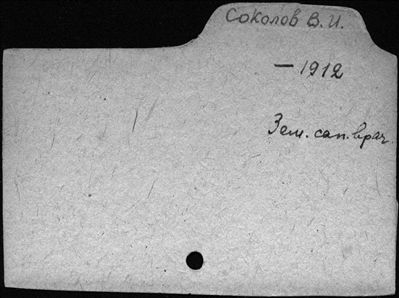 Соколов В. И.
— 1912
Зем. сан. врач.